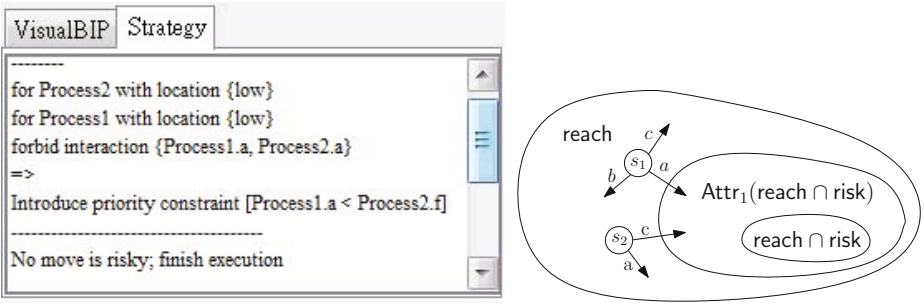 VisualBIP Strategy
--------
for Process2 with location {low}
for Process1 with location {low}
forbid interaction {Process1.a, Process2.a}
=>
Introduce priority constraint [Process1.a < Process2.f]
--------------------------------------
No move is risky; finish execution
reach
c
s₁
a
b
Attr₁(reach ∩ risk)
s₂
c
a
reach ∩ risk